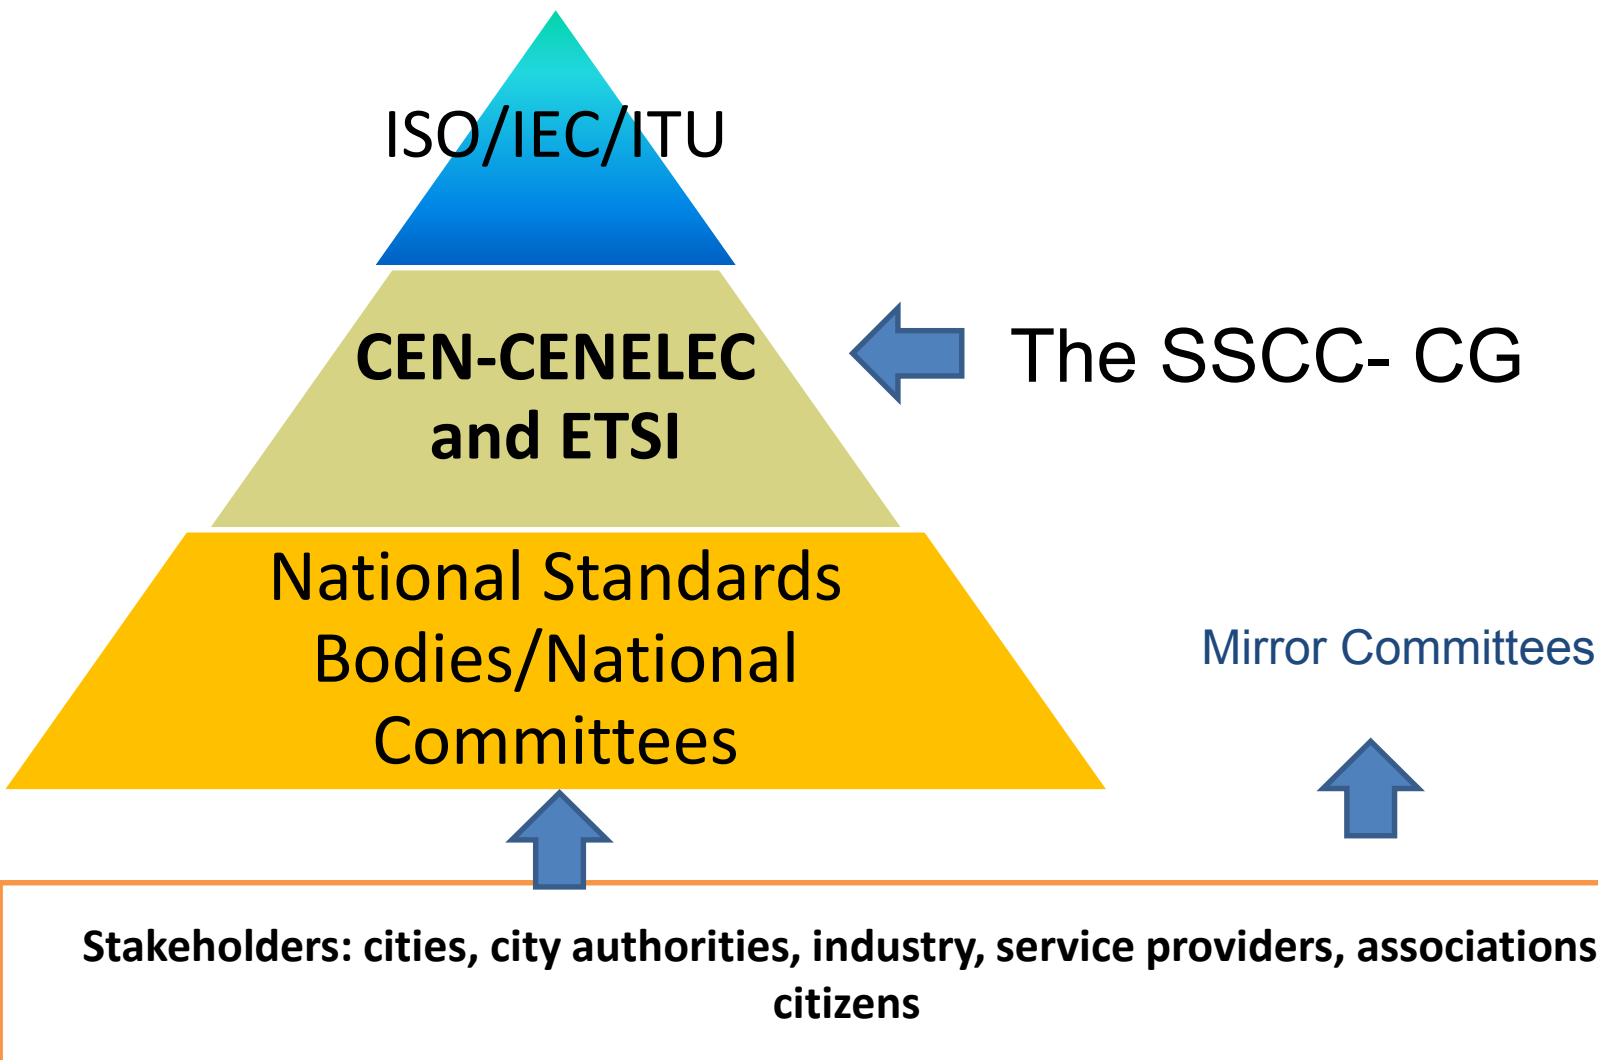 ISO/IEC/ITU
CEN-CENELEC
and ETSI
The SSCC- CG
National Standards
Bodies/National
Committees
Mirror Committees
Stakeholders: cities, city authorities, industry, service providers, associations
citizens